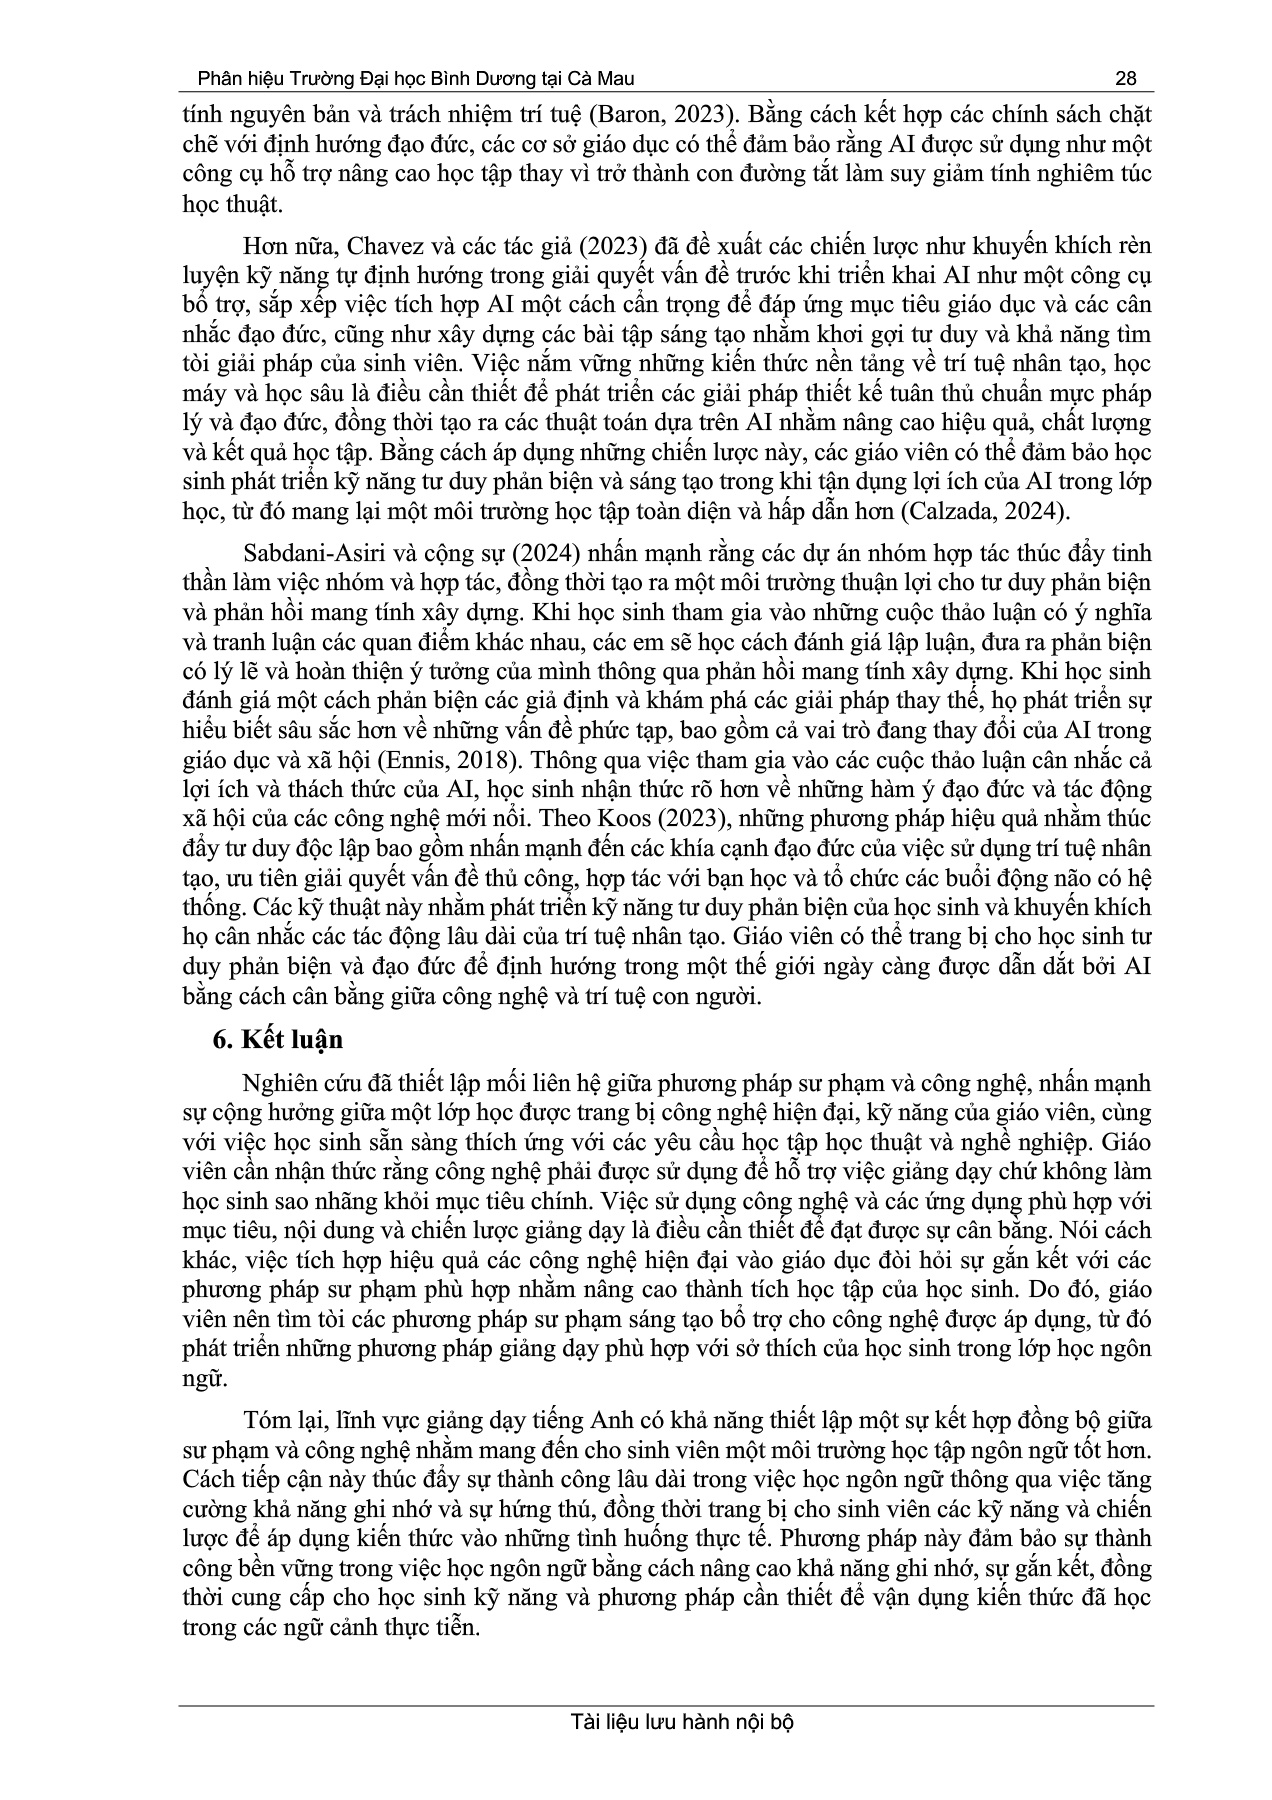 Phân hiệu Trường Đại học Bình Dương tại Cà Mau 28
tính nguyên bản và trách nhiệm trí tuệ (Baron, 2023). Bằng cách kết hợp các chính sách chặt
chẽ với định hướng đạo đức, các cơ sở giáo dục có thể đảm bảo rằng AI được sử dụng như một
công cụ hỗ trợ nâng cao học tập thay vì trở thành con đường tắt làm suy giảm tính nghiêm túc
học thuật.
Hơn nữa, Chavez và các tác giả (2023) đã đề xuất các chiến lược như khuyến khích rèn
luyện kỹ năng tự định hướng trong giải quyết vấn đề trước khi triển khai AI như một công cụ
bổ trợ, sắp xếp việc tích hợp AI một cách cẩn trọng để đáp ứng mục tiêu giáo dục và các cân
nhắc đạo đức, cũng như xây dựng các bài tập sáng tạo nhằm khơi gợi tư duy và khả năng tìm
tòi giải pháp của sinh viên. Việc nắm vững những kiến thức nền tảng về trí tuệ nhân tạo, học
máy và học sâu là điều cần thiết để phát triển các giải pháp thiết kế tuân thủ chuẩn mực pháp
lý và đạo đức, đồng thời tạo ra các thuật toán dựa trên AI nhằm nâng cao hiệu quả, chất lượng
và kết quả học tập. Bằng cách áp dụng những chiến lược này, các giáo viên có thể đảm bảo học
sinh phát triển kỹ năng tư duy phản biện và sáng tạo trong khi tận dụng lợi ích của AI trong lớp
học, từ đó mang lại một môi trường học tập toàn diện và hấp dẫn hơn (Calzada, 2024).
Sabdani-Asiri và cộng sự (2024) nhấn mạnh rằng các dự án nhóm hợp tác thúc đẩy tinh
thần làm việc nhóm và hợp tác, đồng thời tạo ra một môi trường thuận lợi cho tư duy phản biện
và phản hồi mang tính xây dựng. Khi học sinh tham gia vào những cuộc thảo luận có ý nghĩa
và tranh luận các quan điểm khác nhau, các em sẽ học cách đánh giá lập luận, đưa ra phản biện
có lý lẽ và hoàn thiện ý tưởng của mình thông qua phản hồi mang tính xây dựng. Khi học sinh
đánh giá một cách phản biện các giả định và khám phá các giải pháp thay thế, họ phát triển sự
hiểu biết sâu sắc hơn về những vấn đề phức tạp, bao gồm cả vai trò đang thay đổi của AI trong
giáo dục và xã hội (Ennis, 2018). Thông qua việc tham gia vào các cuộc thảo luận cân nhắc cả
lợi ích và thách thức của AI, học sinh nhận thức rõ hơn về những hàm ý đạo đức và tác động
xã hội của các công nghệ mới nổi. Theo Koos (2023), những phương pháp hiệu quả nhằm thúc
đẩy tư duy độc lập bao gồm nhấn mạnh đến các khía cạnh đạo đức của việc sử dụng trí tuệ nhân
tạo, ưu tiên giải quyết vấn đề thủ công, hợp tác với bạn học và tổ chức các buổi động não có hệ
thống. Các kỹ thuật này nhằm phát triển kỹ năng tư duy phản biện của học sinh và khuyến khích
họ cân nhắc các tác động lâu dài của trí tuệ nhân tạo. Giáo viên có thể trang bị cho học sinh tư
duy phản biện và đạo đức để định hướng trong một thế giới ngày càng được dẫn dắt bởi AI
bằng cách cân bằng giữa công nghệ và trí tuệ con người.
6. Kết luận
Nghiên cứu đã thiết lập mối liên hệ giữa phương pháp sư phạm và công nghệ, nhấn mạnh
sự cộng hưởng giữa một lớp học được trang bị công nghệ hiện đại, kỹ năng của giáo viên, cùng
với việc học sinh sẵn sàng thích ứng với các yêu cầu học tập học thuật và nghề nghiệp. Giáo
viên cần nhận thức rằng công nghệ phải được sử dụng để hỗ trợ việc giảng dạy chứ không làm
học sinh sao nhãng khỏi mục tiêu chính. Việc sử dụng công nghệ và các ứng dụng phù hợp với
mục tiêu, nội dung và chiến lược giảng dạy là điều cần thiết để đạt được sự cân bằng. Nói cách
khác, việc tích hợp hiệu quả các công nghệ hiện đại vào giáo dục đòi hỏi sự gắn kết với các
phương pháp sư phạm phù hợp nhằm nâng cao thành tích học tập của học sinh. Do đó, giáo
viên nên tìm tòi các phương pháp sư phạm sáng tạo bổ trợ cho công nghệ được áp dụng, từ đó
phát triển những phương pháp giảng dạy phù hợp với sở thích của học sinh trong lớp học ngôn
ngữ.
Tóm lại, lĩnh vực giảng dạy tiếng Anh có khả năng thiết lập một sự kết hợp đồng bộ giữa
sư phạm và công nghệ nhằm mang đến cho sinh viên một môi trường học tập ngôn ngữ tốt hơn.
Cách tiếp cận này thúc đẩy sự thành công lâu dài trong việc học ngôn ngữ thông qua việc tăng
cường khả năng ghi nhớ và sự hứng thú, đồng thời trang bị cho sinh viên các kỹ năng và chiến
lược để áp dụng kiến thức vào những tình huống thực tế. Phương pháp này đảm bảo sự thành
công bền vững trong việc học ngôn ngữ bằng cách nâng cao khả năng ghi nhớ, sự gắn kết, đồng
thời cung cấp cho học sinh kỹ năng và phương pháp cần thiết để vận dụng kiến thức đã học
trong các ngữ cảnh thực tiễn.
Tài liệu lưu hành nội bộ